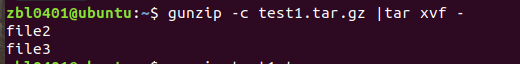 zbl0401@ubuntu:~$ gunzip -c test1.tar.gz |tar xvf -
file2
file3